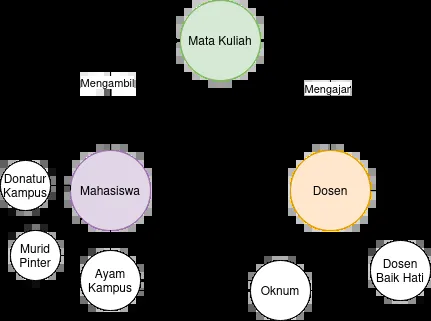 Mata Kuliah
Mengambil
Mengajar
Donatur
Kampus
Mahasiswa
Dosen
Murid
Pinter
Ayam
Kampus
Oknum
Dosen
Baik Hati